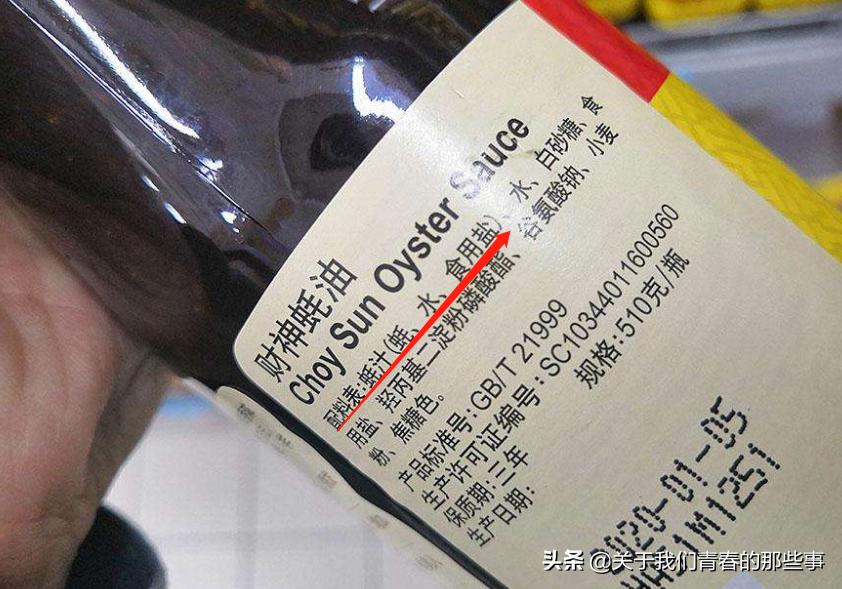 财神蚝油
Choy Sun Oyster Sauce
配料表:蚝汁(蚝、水、食用盐)、水、白砂糖、食
用盐、羟丙基二淀粉磷酸酯、谷氨酸钠、小麦
粉、焦糖色。
产品标准号:GB/T 21999
生产许可证编号:SC10344011600560
保质期:三年 规格:510克/瓶
生产日期:
2020-01-05
头条 @关于我们青春的那些事